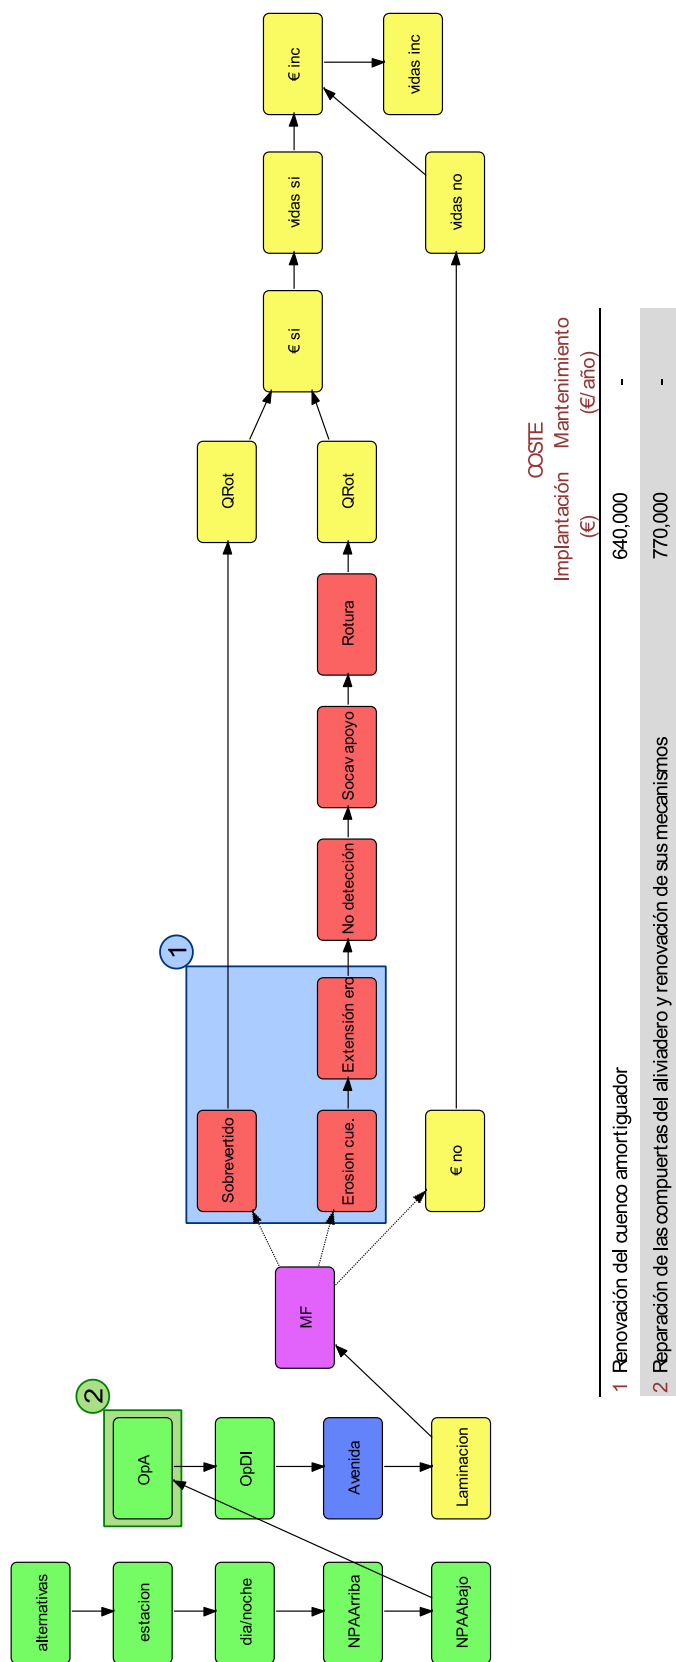 alternativas
estacion
dia/noche
NPAArriba
NPAAbajo
2
OpA
OpDI
Avenida
Laminacion
MF
1
Sobrevertido
Erosion cue.
€ no
Extensión ero
No detección
Socav apoyo
Rotura
QRot
QRot
€ si
vidas si
vidas no
€ inc
vidas inc
COSTE
Implantación Mantenimiento
(€) (€/año)
1 Renovación del cuenco amortiguador 640,000 -
2 Reparación de las compuertas del aliviadero y renovación de sus mecanismos 770,000 -